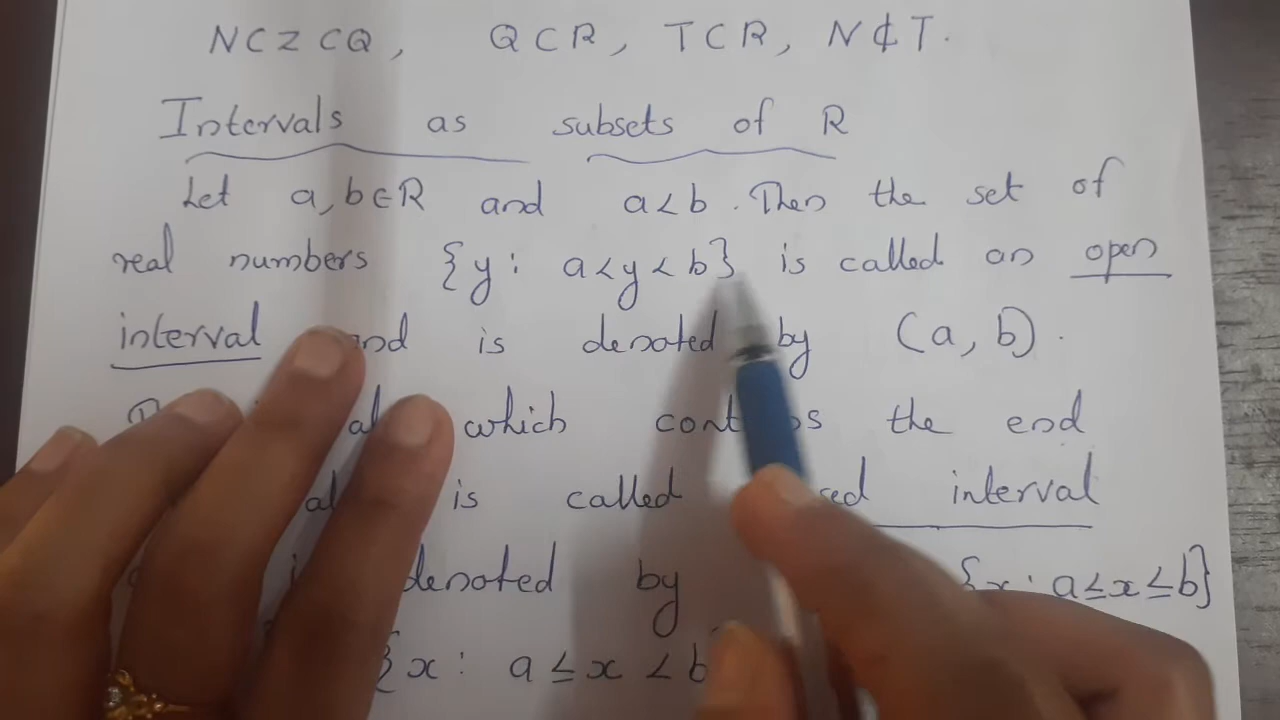 N⊂Z⊂Q, Q⊂R, T⊂R, N⊄T.
Intervals as subsets of R
Let a,b∈R and a<b. Then the set of
real numbers {y: a<y<b} is called an open
interval and is denoted by (a, b).
which the end
is called interval
denoted by {x: a≤x≤b}
{x: a≤x<b